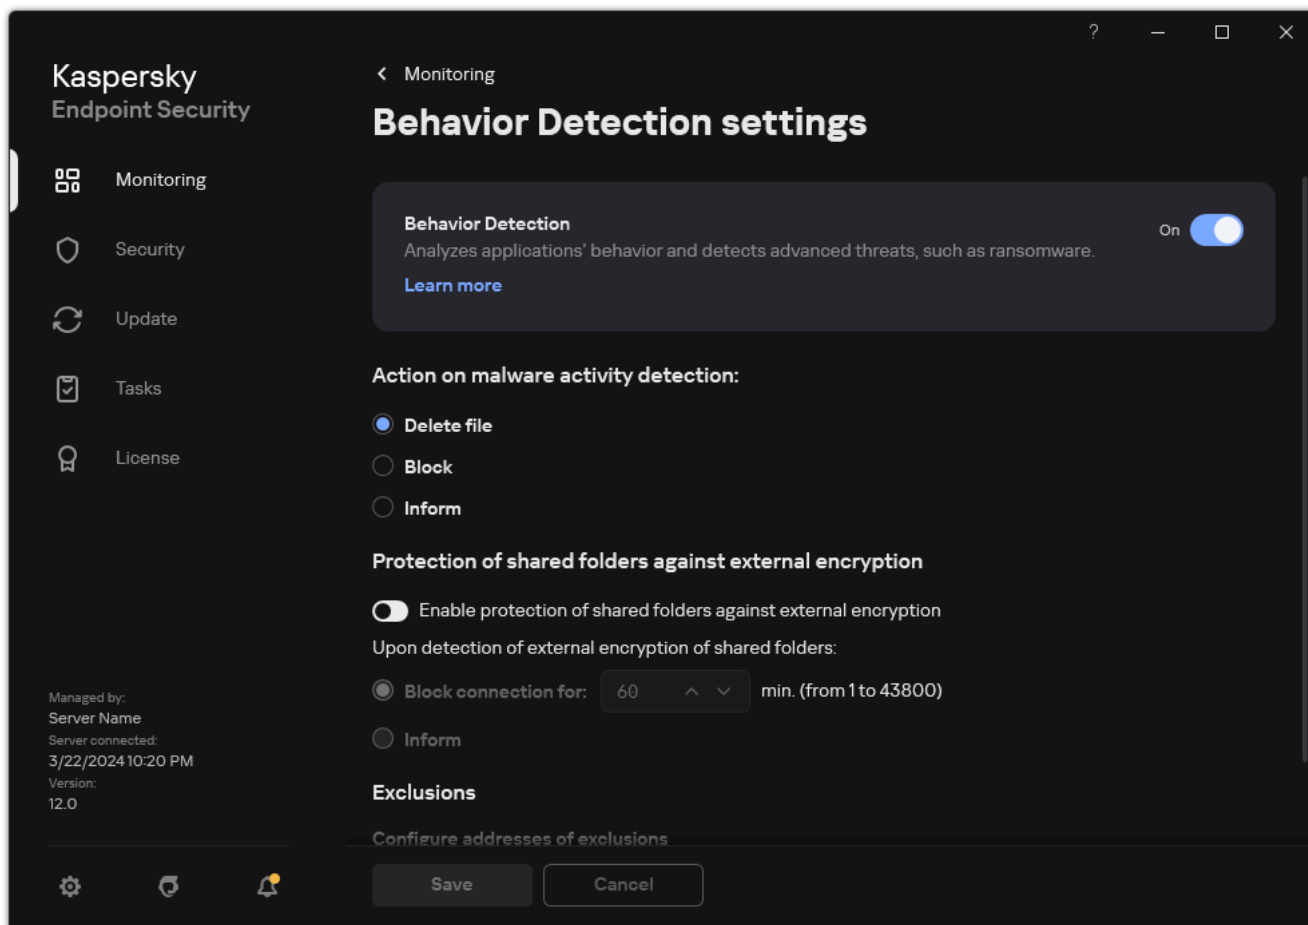 ?
Kaspersky
Endpoint Security
Monitoring
Security
Update
Tasks
License
Managed by:
Server Name
Server connected:
3/22/2024 10:20 PM
Version:
12.0
Monitoring
Behavior Detection settings
Behavior Detection
Analyzes applications' behavior and detects advanced threats, such as ransomware.
Learn more
On
Action on malware activity detection:
Delete file
Block
Inform
Protection of shared folders against external encryption
Enable protection of shared folders against external encryption
Upon detection of external encryption of shared folders:
Block connection for: 60 min. (from 1 to 43800)
Inform
Exclusions
Configure addresses of exclusions
Save Cancel